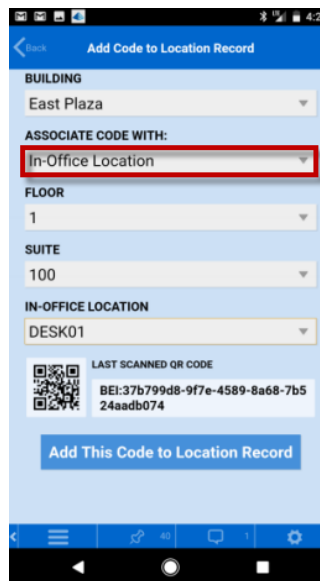 4:2
Back
Add Code to Location Record
BUILDING
East Plaza
ASSOCIATE CODE WITH:
In-Office Location
FLOOR
1
SUITE
100
IN-OFFICE LOCATION
DESK01
LAST SCANNED QR CODE
BEI:37b799d8-9f7e-4589-8a68-7b5
24aadb074
Add This Code to Location Record
40 1